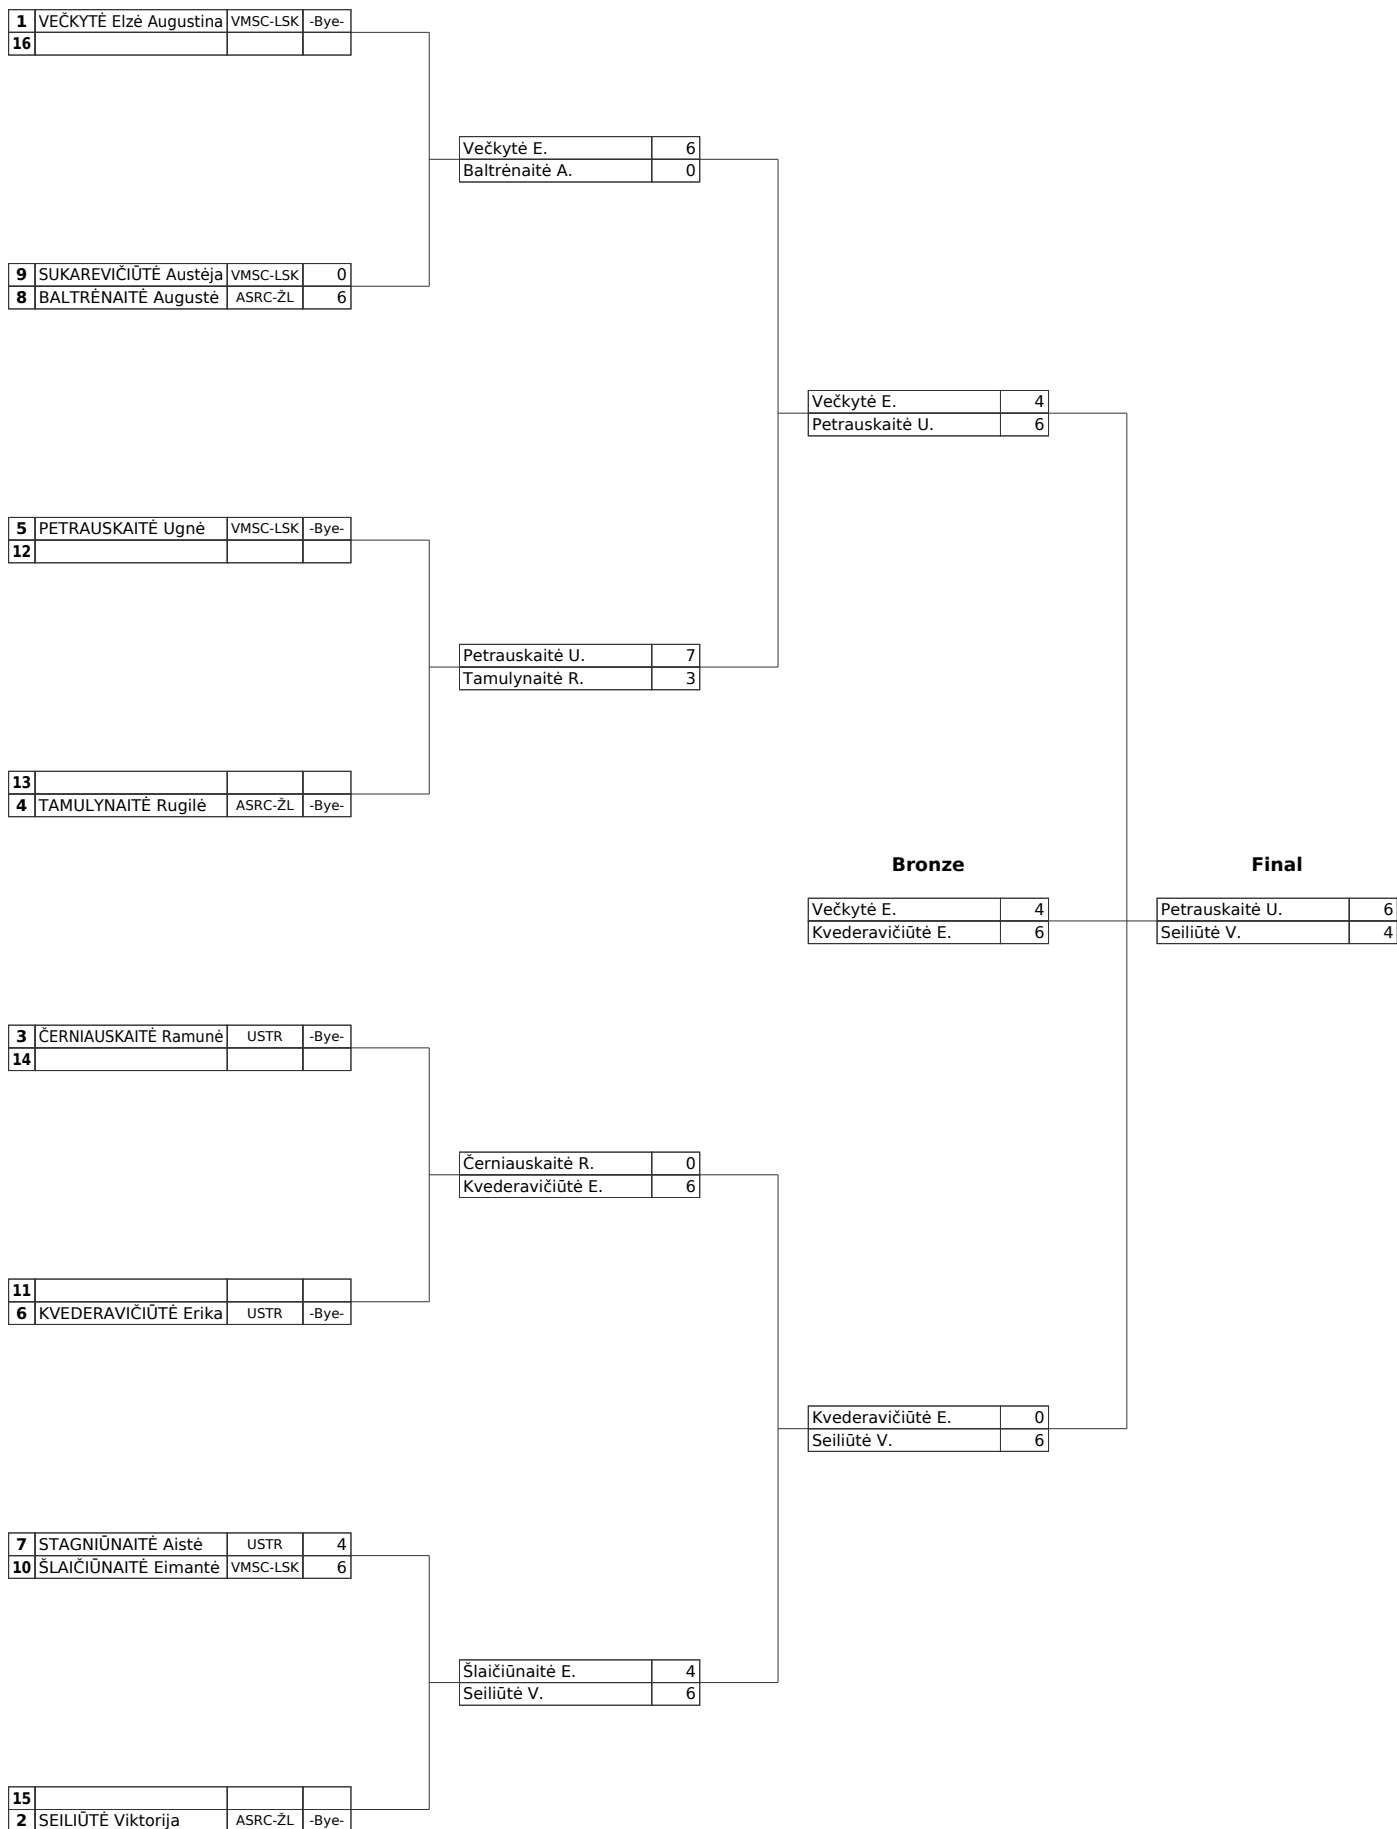 1 VEČKYTĖ Elzė Augustina VMSC-LSK -Bye-
16
Večkytė E. 6
Baltrėnaitė A. 0
9 SUKAREVIČIŪTĖ Austėja VMSC-LSK 0
8 BALTRĖNAITĖ Augustė ASRC-ŽL 6
Večkytė E. 4
Petrauskaitė U. 6
5 PETRAUSKAITĖ Ugnė VMSC-LSK -Bye-
12
Petrauskaitė U. 7
Tamulynaitė R. 3
13
4 TAMULYNAITĖ Rugilė ASRC-ŽL -Bye-
Bronze Final
Večkytė E. 4 Petrauskaitė U. 6
Kvederavičiūtė E. 6 Seiliūtė V. 4
3 ČERNIAUSKAITĖ Ramunė USTR -Bye-
14
Černiauskaitė R. 0
Kvederavičiūtė E. 6
11
6 KVEDERAVIČIŪTĖ Erika USTR -Bye-
Kvederavičiūtė E. 0
Seiliūtė V. 6
7 STAGNIŪNAITĖ Aistė USTR 4
10 ŠLAIČIŪNAITĖ Eimantė VMSC-LSK 6
Šlaičiūnaitė E. 4
Seiliūtė V. 6
15
2 SEILIŪTĖ Viktorija ASRC-ŽL -Bye-